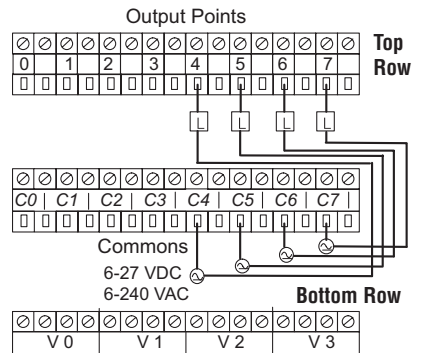 Output Points
Top
Row
0 1 2 3 4 5 6 7
L L L L
C0 | C1 | C2 | C3 | C4 | C5 | C6 | C7 |
Commons
6-27 VDC
6-240 VAC
Bottom Row
V 0 V 1 V 2 V 3